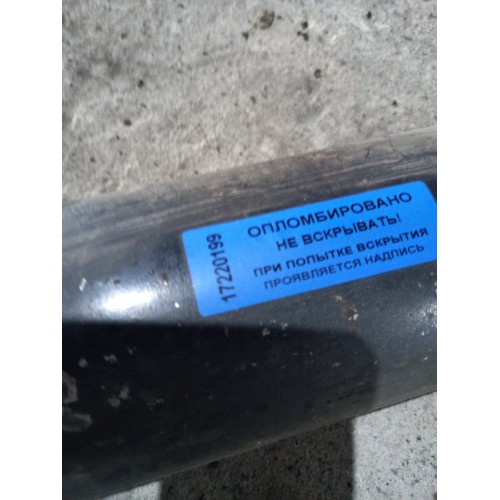 17220199
ОПЛОМБИРОВАНО
НЕ ВСКРЫВАТЬ!
ПРИ ПОПЫТКЕ ВСКРЫТИЯ
ПРОЯВЛЯЕТСЯ НАДПИСЬ